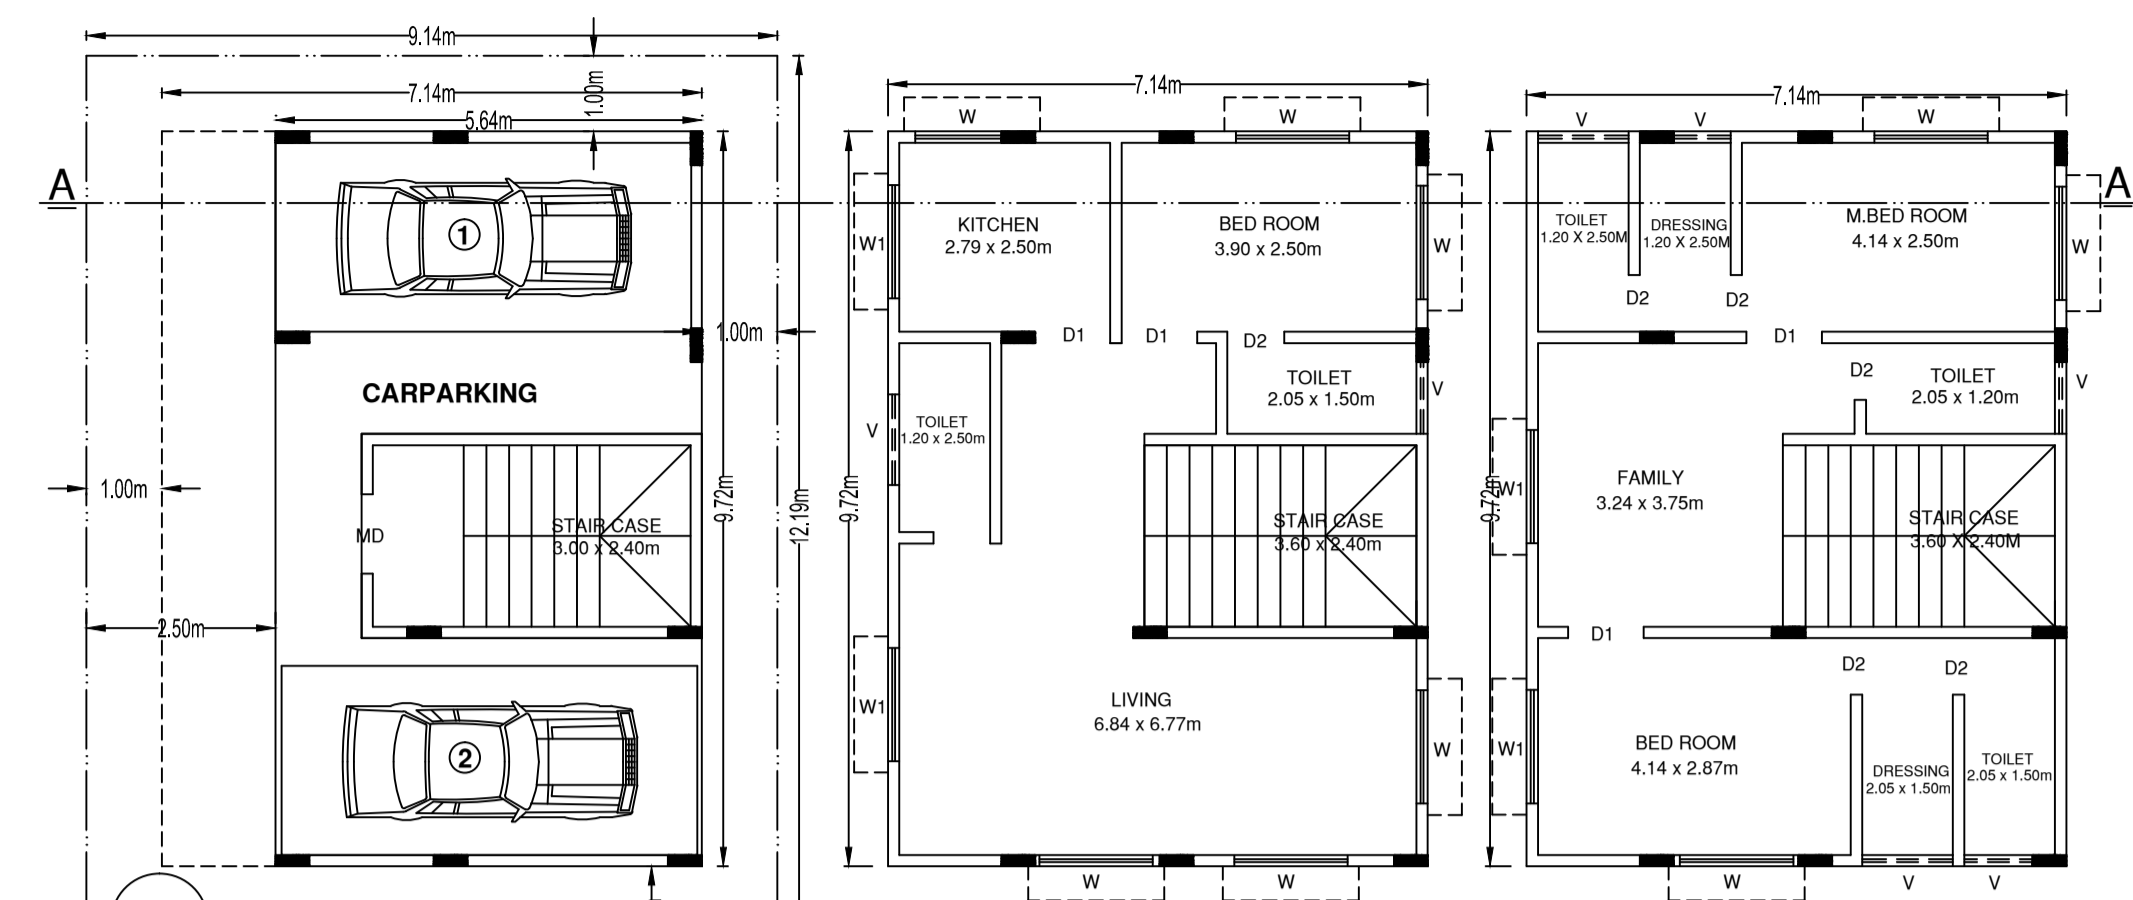 9.14m
7.14m
5.64m
1.00m
A
1
1.00m
CARPARKING
1.00m
MD
STAIR CASE
3.00 x 2.40m
2.50m
9.72m
12.19m
2
7.14m
W
W
W1
KITCHEN
2.79 x 2.50m
BED ROOM
3.90 x 2.50m
W
D1
D1
D2
TOILET
2.05 x 1.50m
V
V
TOILET
1.20 x 2.50m
9.72m
STAIR CASE
3.60 x 2.40m
W1
LIVING
6.84 x 6.77m
W
W
W
7.14m
V
V
W
A
TOILET
1.20 X 2.50M
DRESSING
1.20 X 2.50M
M.BED ROOM
4.14 x 2.50m
W
D2
D2
D1
D2
TOILET
2.05 x 1.20m
V
FAMILY
3.24 x 3.75m
W1
9.72m
STAIR CASE
3.60 X 2.40M
D1
D2
D2
W1
BED ROOM
4.14 x 2.87m
DRESSING
2.05 x 1.50m
TOILET
2.05 x 1.50m
W
V
V